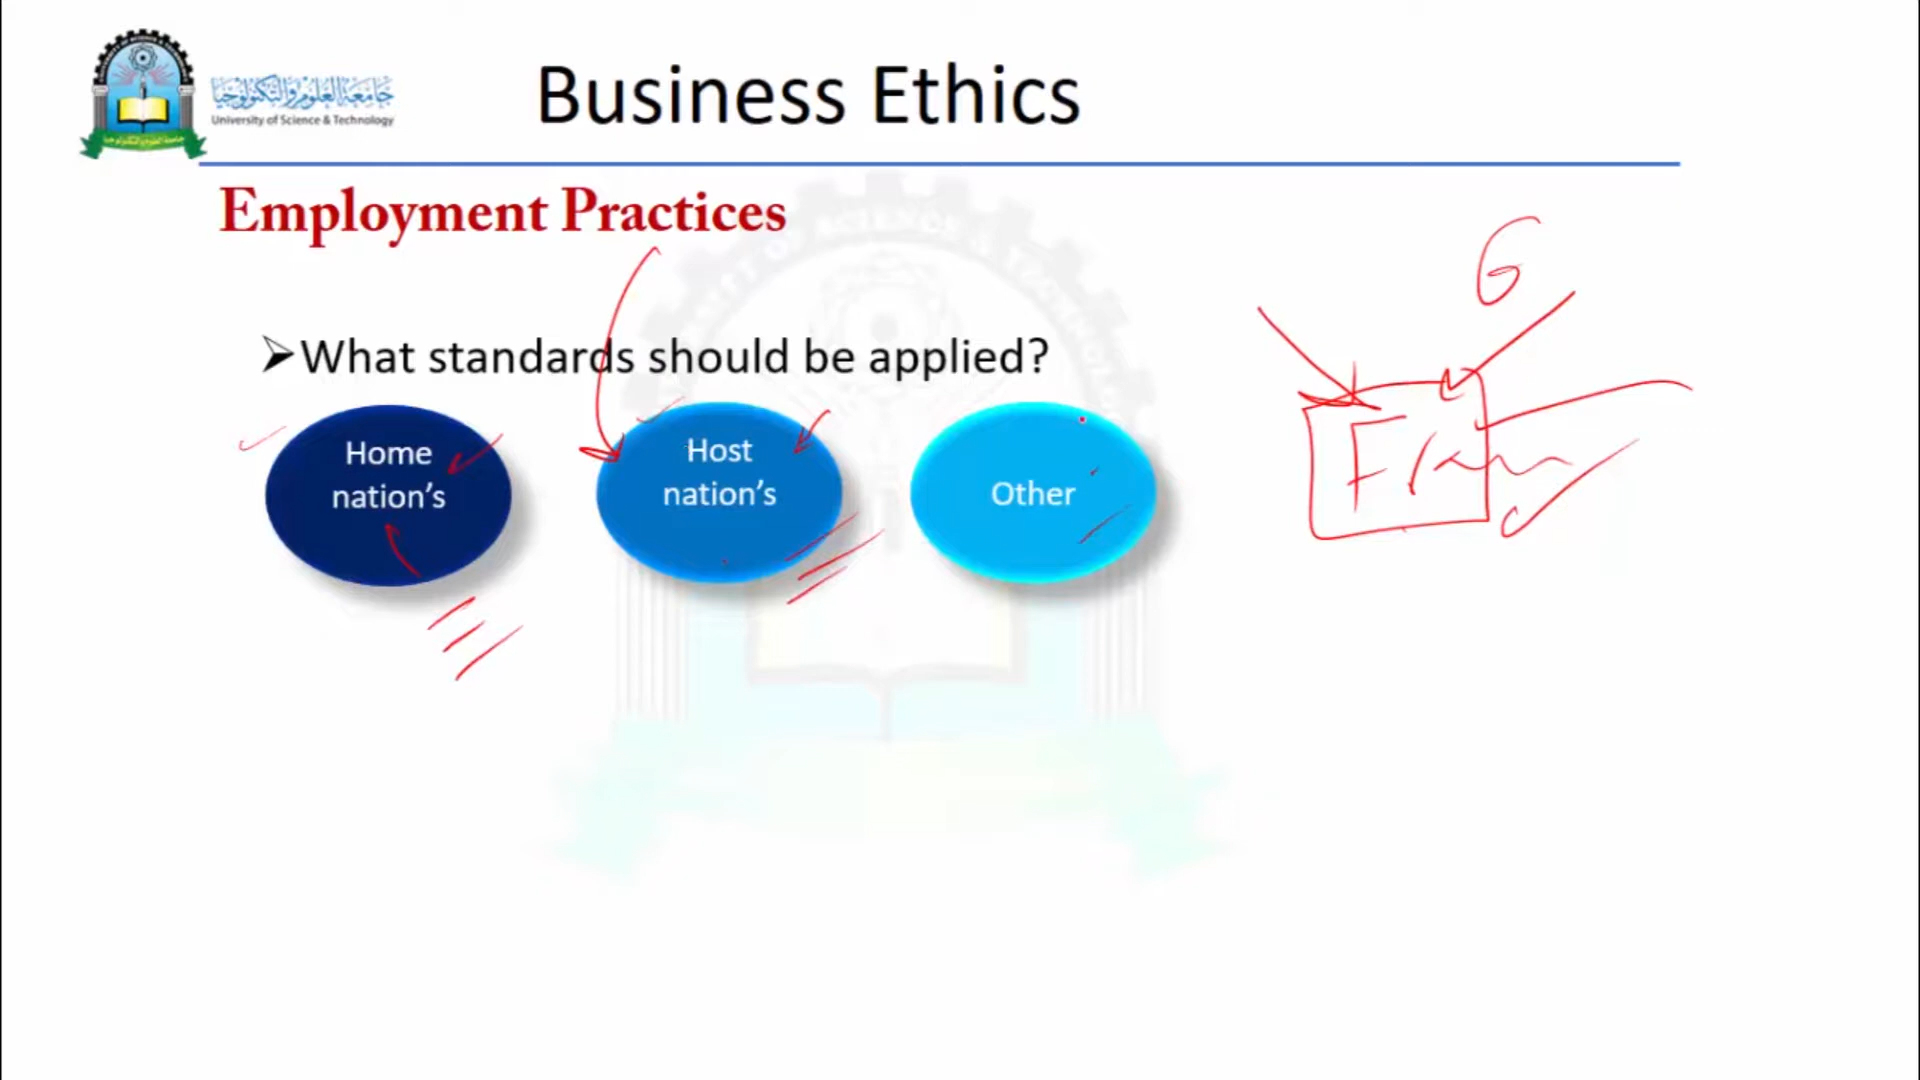 جامعة العلوم والتكنولوجيا
University of Science & Technology
Business Ethics
Employment Practices
➢What standards should be applied?
Home
nation's
Host
nation's
Other
G